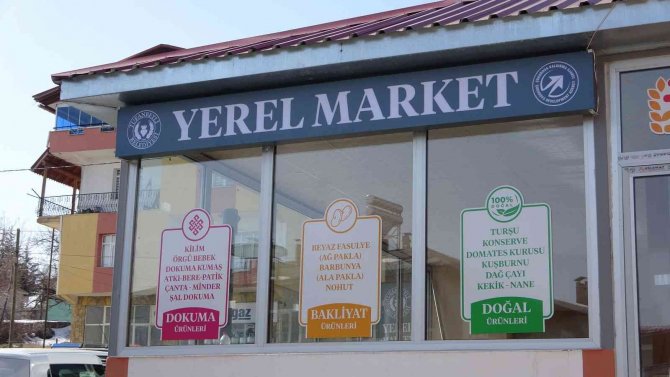 YEREL MARKET
KİLİM
ÖRGÜ BEBEK
DOKUMA KUMAŞ
ATKI-BERE-PATİK
ÇANTA - MİNDER
ŞAL DOKUMA
DOKUMA
ÜRÜNLERİ
BEYAZ FASULYE
(AĞ PAKLA)
BARBUNYA
(ALA PAKLA)
NOHUT
BAKLİYAT
ÜRÜNLERİ
100%
DOĞAL
TURŞU
KONSERVE
DOMATES KURUSU
KUŞBURNU
DAĞ ÇAYI
KEKİK - NANE
DOĞAL
ÜRÜNLERİ
gaz